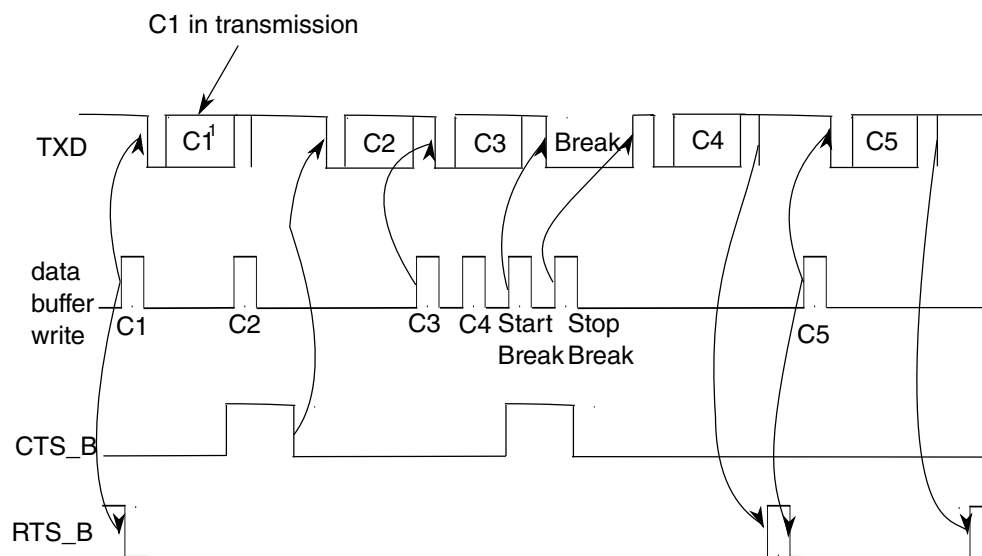 C1 in transmission
TXD
C1
1
C2
C3
Break
C4
C5
data
buffer
write
C1
C2
C3
C4
Start
Break
Stop
Break
C5
CTS_B
RTS_B